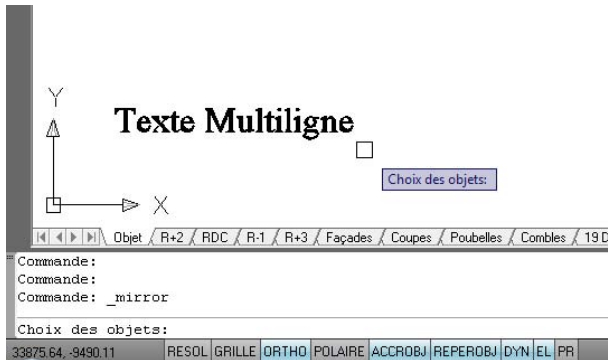 Y
Texte Multiligne
Choix des objets:
X
Objet / R+2 / RDC / R-1 / R+3 / Façades / Coupes / Poubelles / Combles / 19 D
Commande:
Commande:
Commande: _mirror
Choix des objets:
33875.64, -9490.11 RESOL GRILLE ORTHO POLAIRE ACCROBJ REPEROBJ DYN EL PR